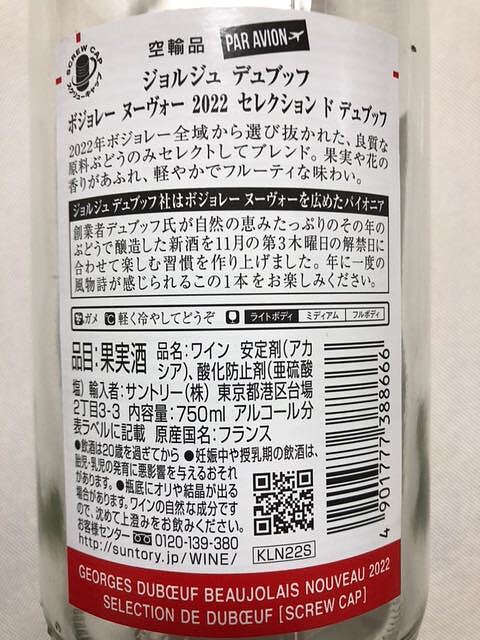 SCREW CAP
空輸品 PAR AVION
ジョルジュ デュブッフ
ボジョレー ヌーヴォー 2022 セレクション ド デュブッフ
2022年ボジョレー全域から選び抜かれた、良質な
原料ぶどうのみセレクトしてブレンド。果実や花の
香りがあふれ、軽やかでフルーティな味わい。
ジョルジュ デュブッフ社はボジョレー ヌーヴォーを広めたパイオニア
創業者デュブッフ氏が自然の恵みたっぷりのその年の
ぶどうで醸造した新酒を11月の第3木曜日の解禁日に
合わせて楽しむ習慣を作り上げました。年に一度の
風物詩が感じられるこの1本をお楽しみください。
ガメ ℃ 軽く冷やしてどうぞ ライトボディ ミディアム フルボディ
品目:果実酒 品名:ワイン 安定剤(アカ
シア)、酸化防止剤(亜硫酸
塩) 輸入者:サントリー(株) 東京都港区台場
2丁目3-3 内容量:750ml アルコール分
表ラベルに記載 原産国名:フランス
●飲酒は20歳を過ぎてから ●妊娠中や授乳期の飲酒は、
胎児・乳児の発育に悪影響を与えるおそれ
があります。●瓶底にオリや結晶が出る
場合があります。ワインの自然な成分です
ので、沈めて上澄みをお飲みください。
お客様センター 0120-139-380
http://suntory.jp/WINE/
KLN22S
4 901777 388666
GEORGES DUBŒUF BEAUJOLAIS NOUVEAU 2022
SELECTION DE DUBŒUF [SCREW CAP]